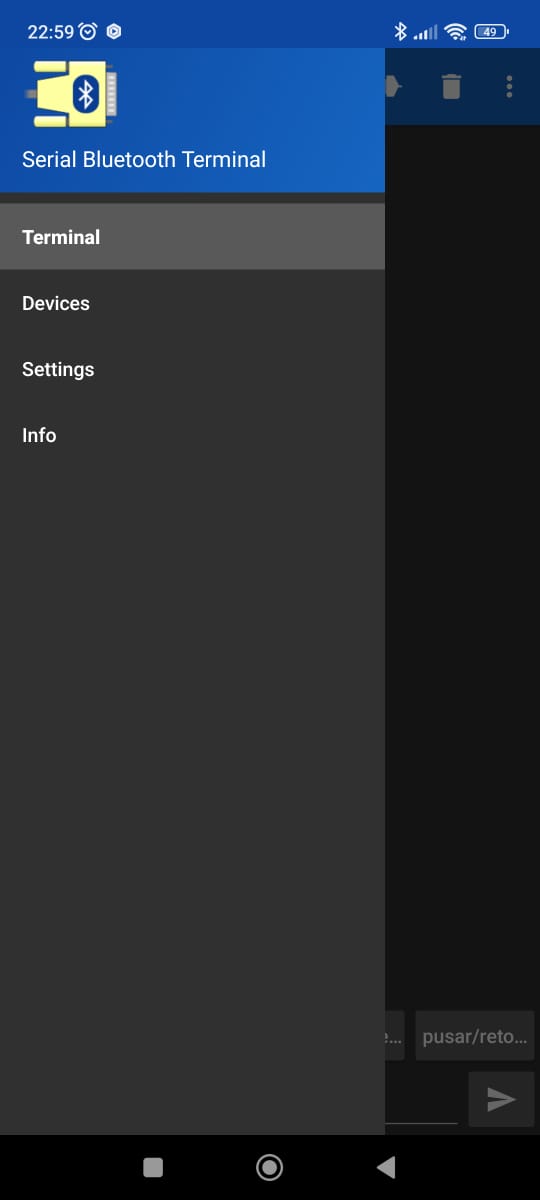 22:59
49
Serial Bluetooth Terminal
Terminal
Devices
Settings
Info
pusar/reto...